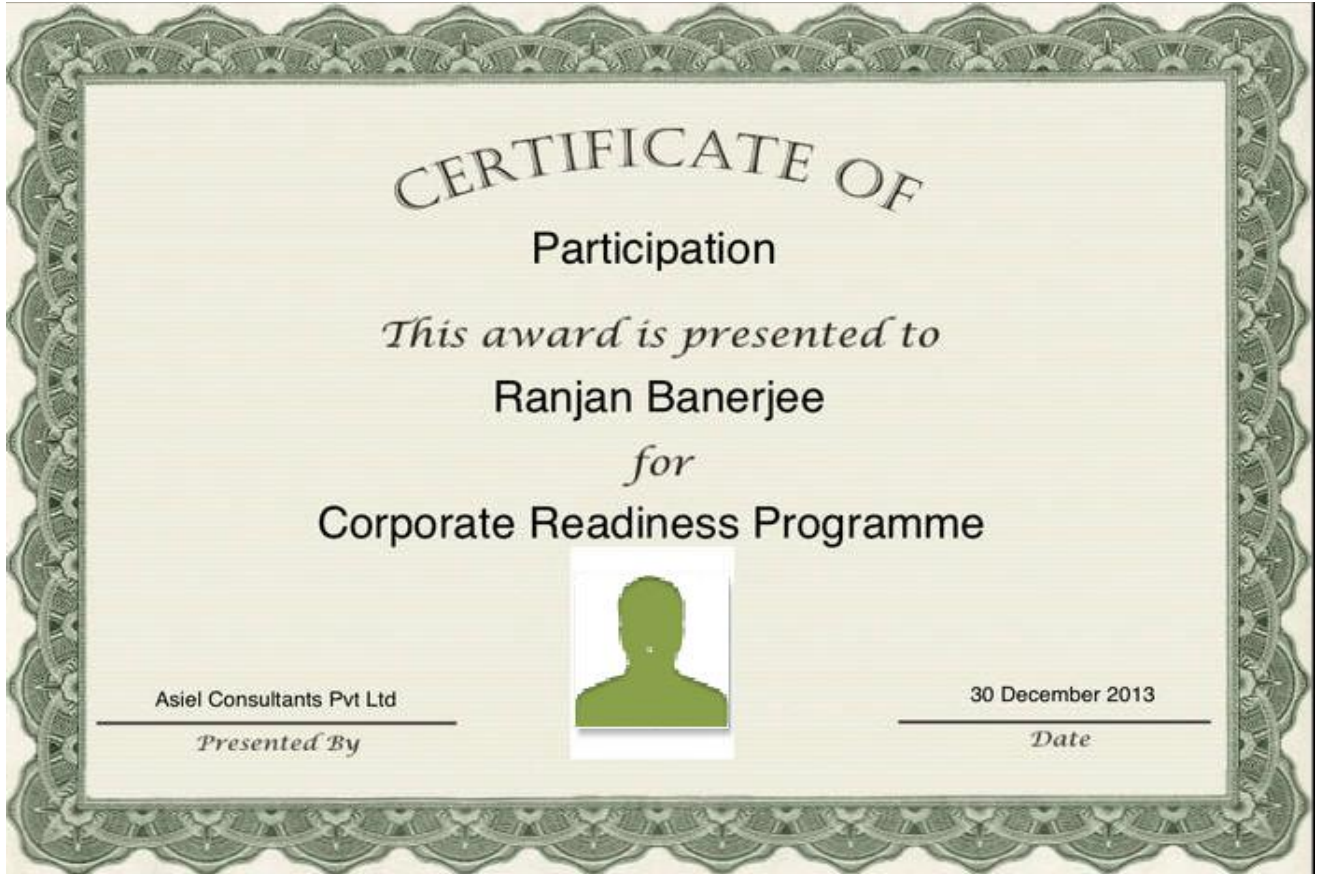 CERTIFICATE OF
Participation
This award is presented to
Ranjan Banerjee
for
Corporate Readiness Programme
Asiel Consultants Pvt Ltd
Presented By
30 December 2013
Date